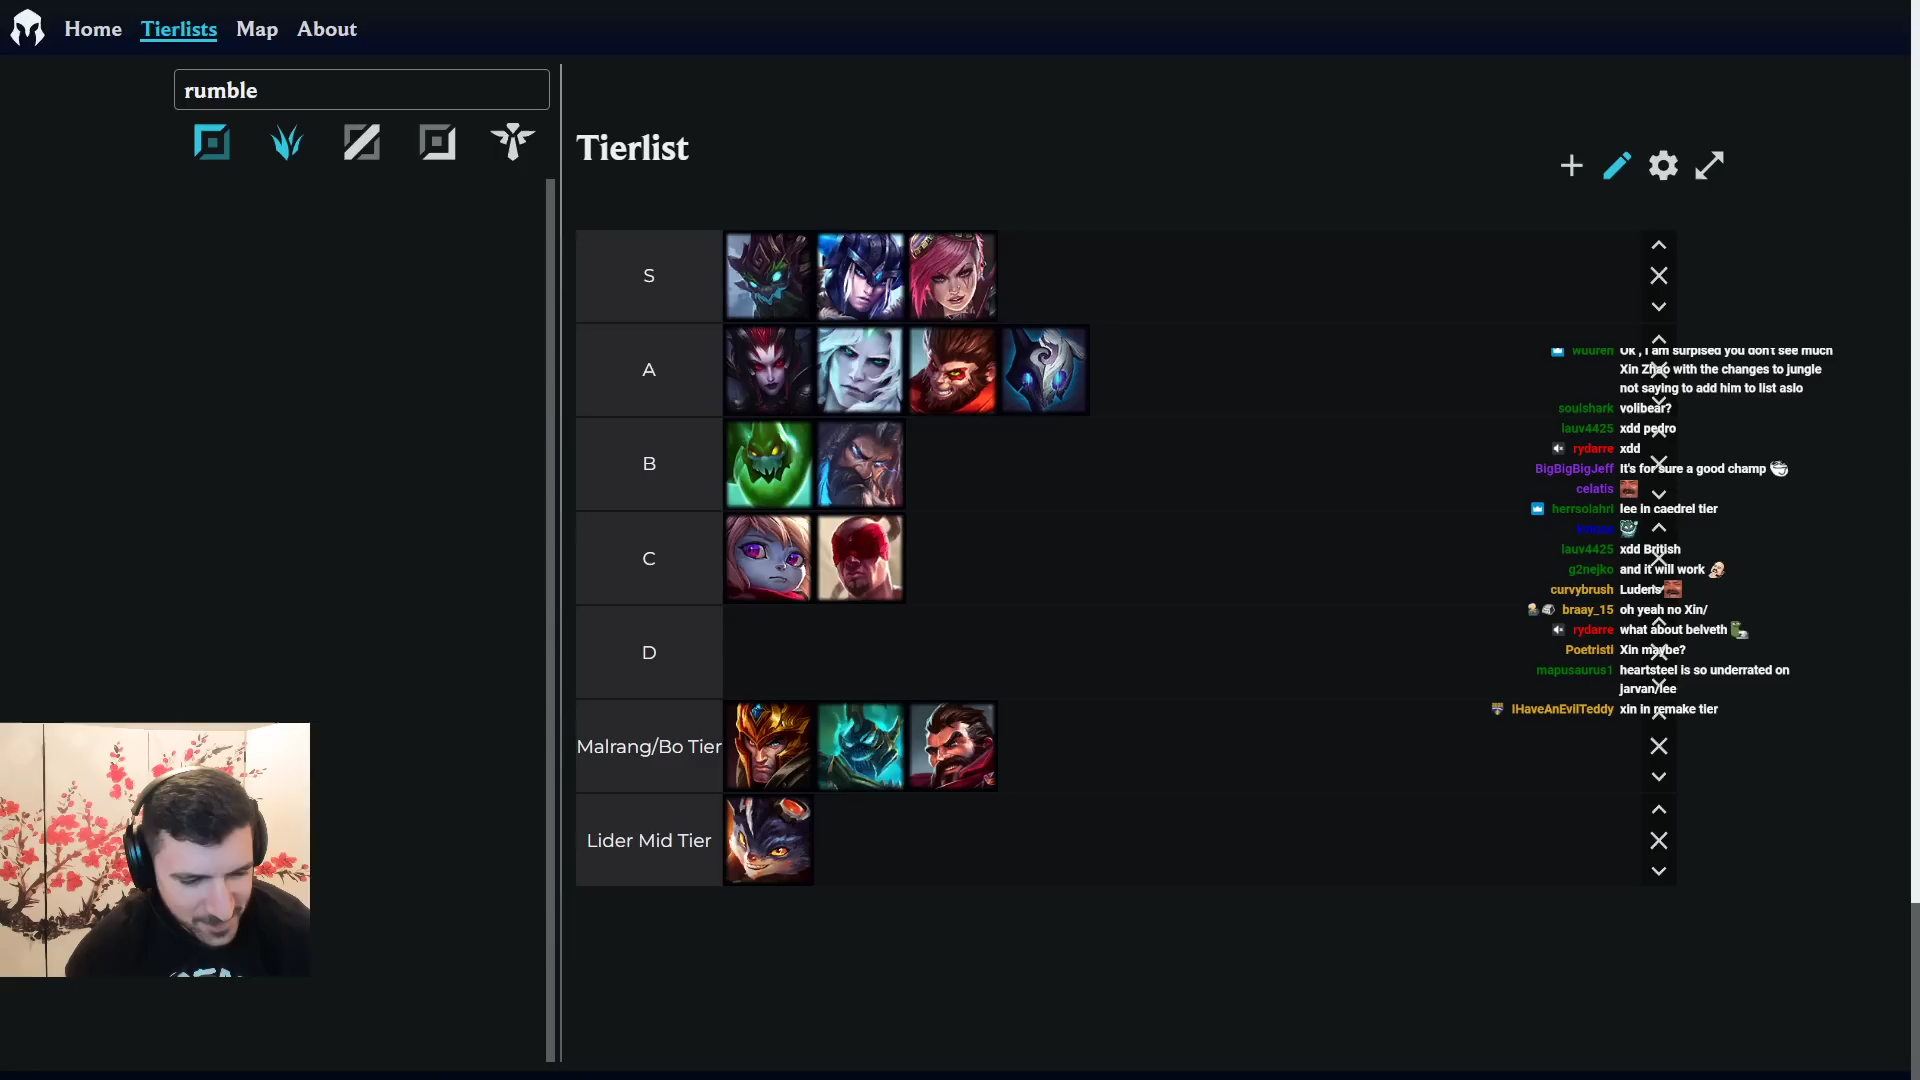 Home Tierlists Map About
rumble
Tierlist
S
A
B
C
D
Malrang/Bo Tier
Lider Mid Tier
wuuren Ok , I am surpised you dont see much
Xin Zhao with the changes to jungle
not saying to add him to list aslo
soulshark volibear?
lauv4425 xdd pedro
rydarre xdd
BigBigBigJeff It's for sure a good champ
celatis
herrsolahri lee in caedrel tier
lauv4425 xdd British
g2nejko and it will work
curvybrush Ludens
braay_15 oh yeah no Xin/
rydarre what about belveth
Poetristi Xin maybe?
mapusaurus1 heartsteel is so underrated on
jarvan/lee
IHaveAnEvilTeddy xin in remake tier